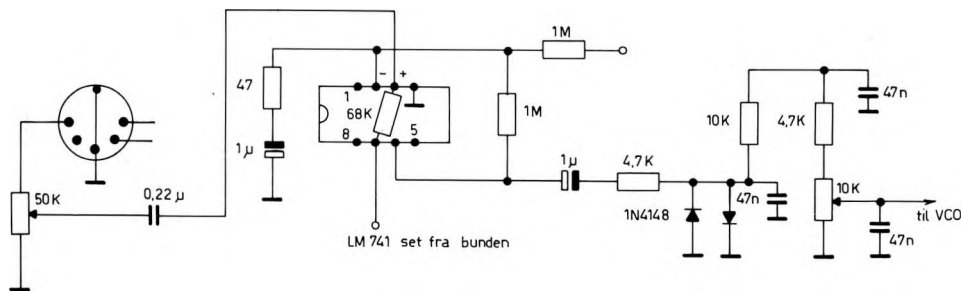 1M
47
1
−
+
68K
8
5
1M
1µ
50K
0,22µ
LM 741 set fra bunden
1µ
4,7K
1N4148
47n
10K
4,7K
47n
10K
til VCO
47n